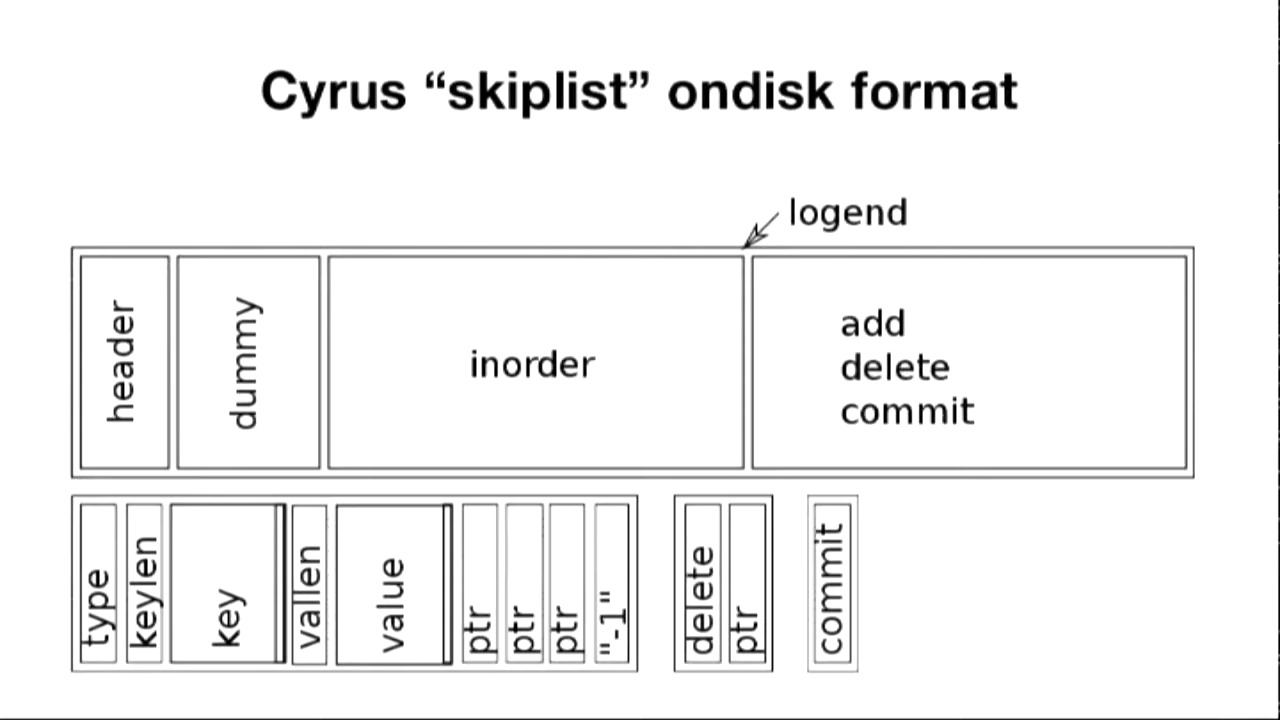 Cyrus “skiplist” ondisk format
logend
header
dummy
inorder
add
delete
commit
type
keylen
key
vallen
value
ptr
ptr
ptr
"-1"
delete
ptr
commit